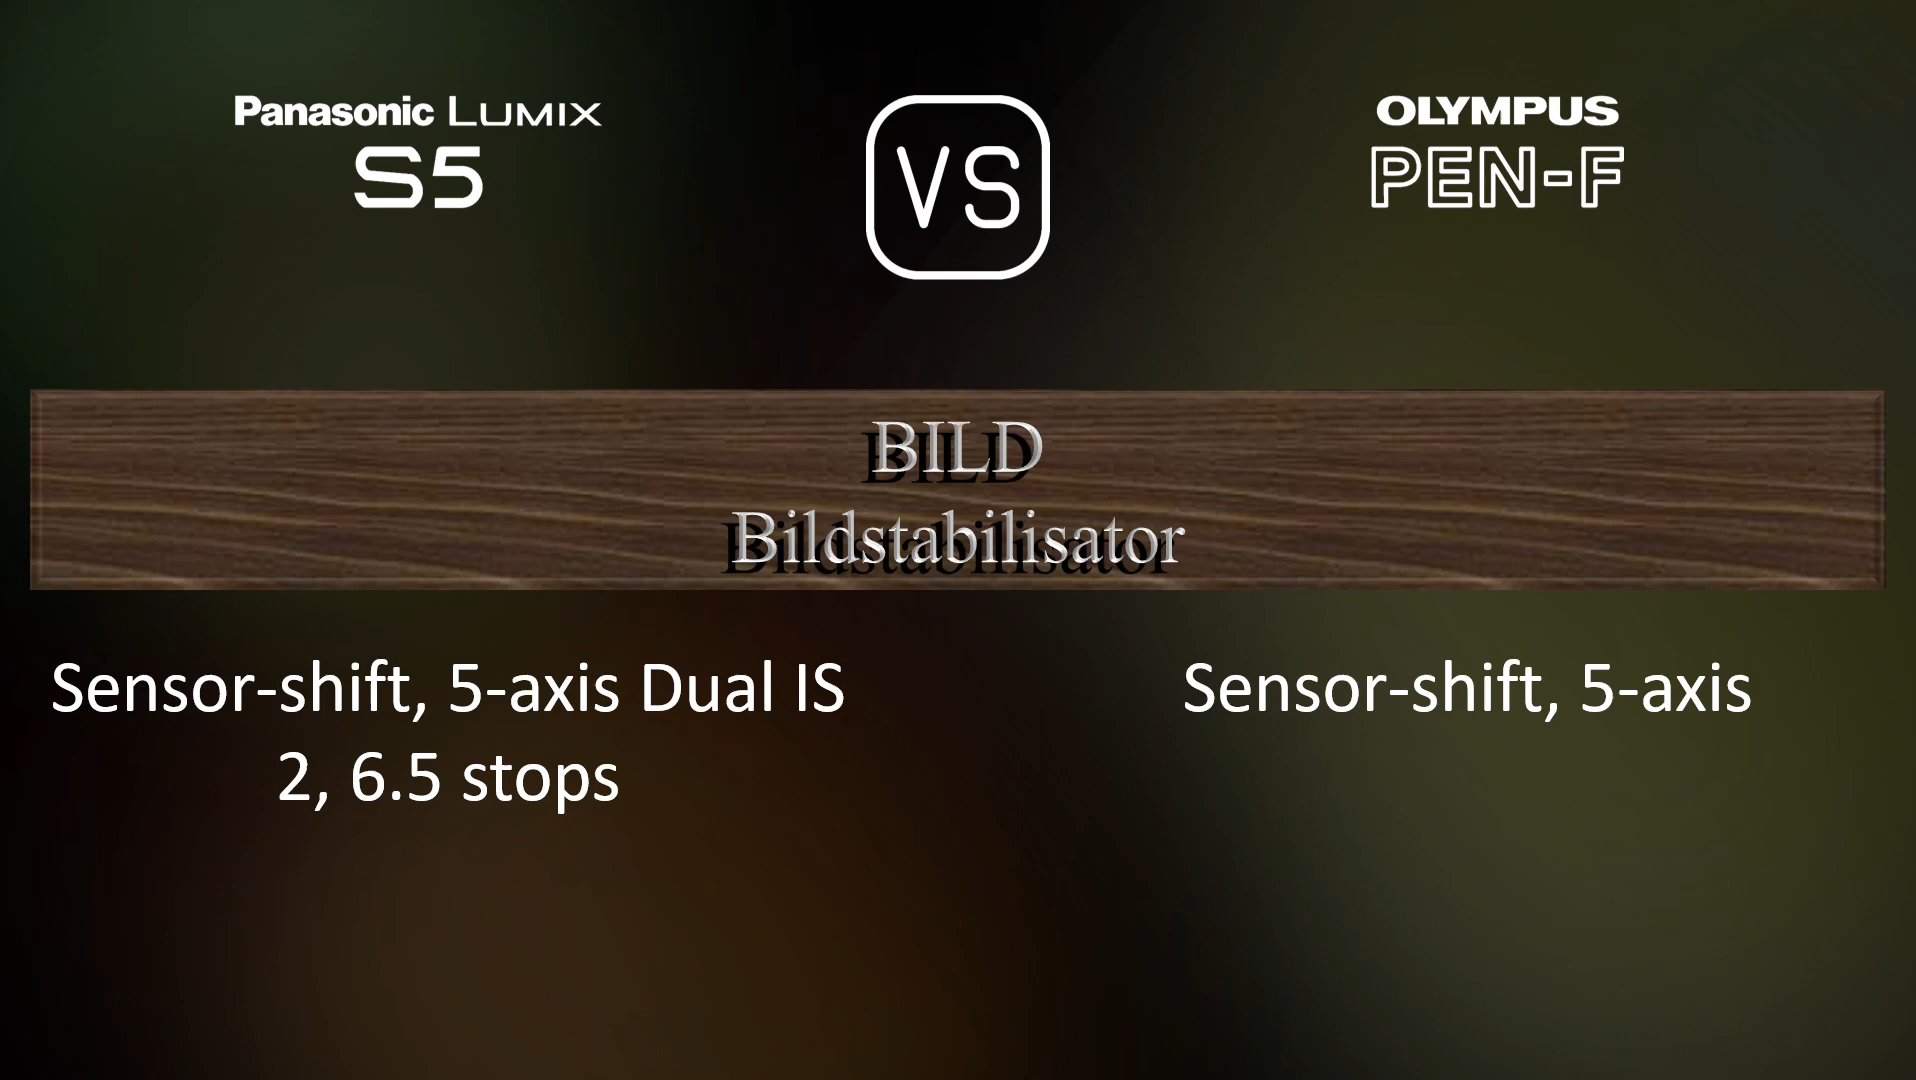 Panasonic LUMIX
S5
VS
OLYMPUS
PEN-F
BILD
Bildstabilisator
Sensor-shift, 5-axis Dual IS
2, 6.5 stops
Sensor-shift, 5-axis